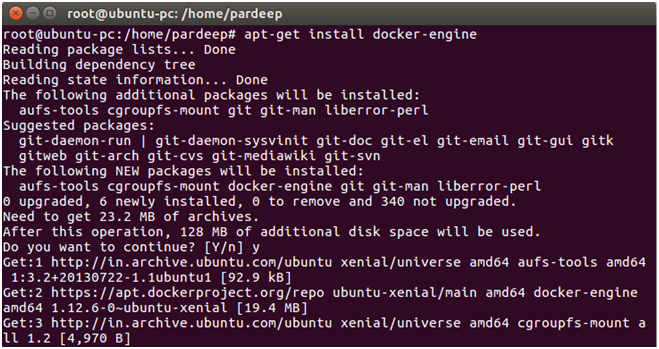 root@ubuntu-pc: /home/pardeep
root@ubuntu-pc:/home/pardeep# apt-get install docker-engine
Reading package lists... Done
Building dependency tree
Reading state information... Done
The following additional packages will be installed:
  aufs-tools cgroupfs-mount git git-man liberror-perl
Suggested packages:
  git-daemon-run | git-daemon-sysvinit git-doc git-el git-email git-gui gitk
  gitweb git-arch git-cvs git-mediawiki git-svn
The following NEW packages will be installed:
  aufs-tools cgroupfs-mount docker-engine git git-man liberror-perl
0 upgraded, 6 newly installed, 0 to remove and 340 not upgraded.
Need to get 23.2 MB of archives.
After this operation, 128 MB of additional disk space will be used.
Do you want to continue? [Y/n] y
Get:1 http://in.archive.ubuntu.com/ubuntu xenial/universe amd64 aufs-tools amd64
 1:3.2+20130722-1.1ubuntu1 [92.9 kB]
Get:2 https://apt.dockerproject.org/repo ubuntu-xenial/main amd64 docker-engine
amd64 1.12.6-0~ubuntu-xenial [19.4 MB]
Get:3 http://in.archive.ubuntu.com/ubuntu xenial/universe amd64 cgroupfs-mount a
ll 1.2 [4,970 B]